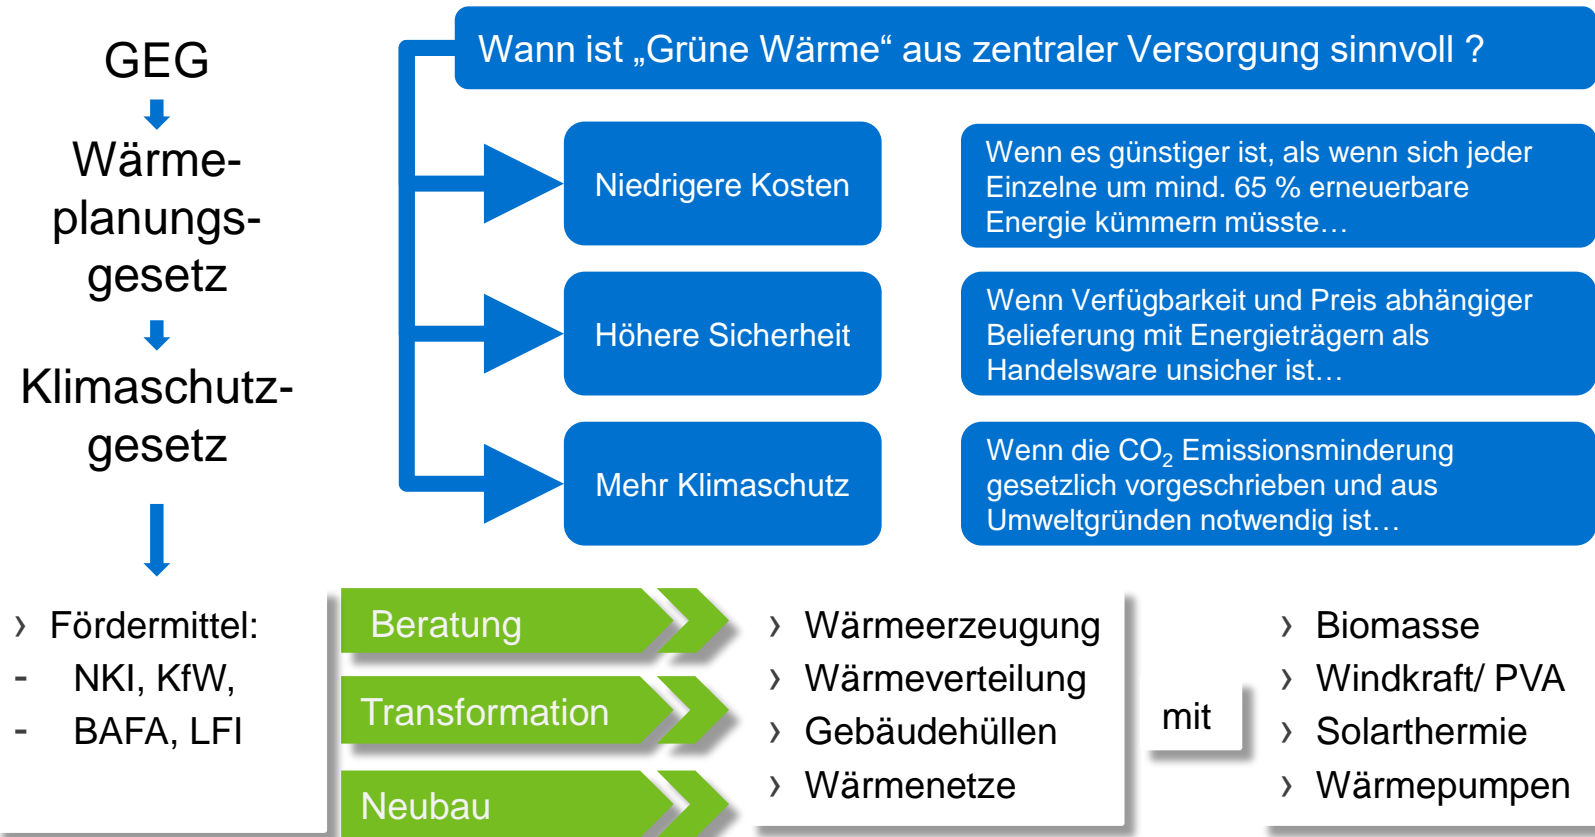 GEG
Wärme-
planungs-
gesetz
Klimaschutz-
gesetz
Wann ist „Grüne Wärme“ aus zentraler Versorgung sinnvoll ?
Niedrigere Kosten
Wenn es günstiger ist, als wenn sich jeder
Einzelne um mind. 65 % erneuerbare
Energie kümmern müsste…
Höhere Sicherheit
Wenn Verfügbarkeit und Preis abhängiger
Belieferung mit Energieträgern als
Handelsware unsicher ist…
Mehr Klimaschutz
Wenn die CO₂ Emissionsminderung
gesetzlich vorgeschrieben und aus
Umweltgründen notwendig ist…
› Fördermittel:
- NKI, KfW,
- BAFA, LFI
Beratung
Transformation
Neubau
› Wärmeerzeugung
› Wärmeverteilung
› Gebäudehüllen
› Wärmenetze
mit
› Biomasse
› Windkraft/ PVA
› Solarthermie
› Wärmepumpen